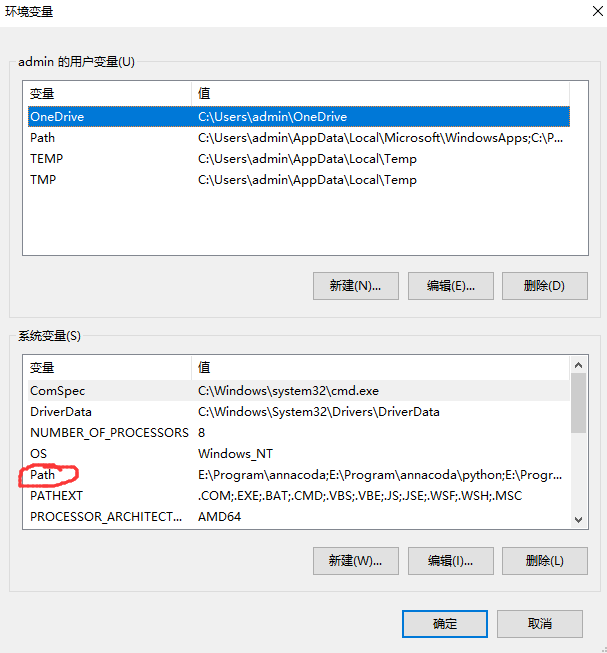 环境变量
admin 的用户变量(U)
变量 值
OneDrive C:\Users\admin\OneDrive
Path C:\Users\admin\AppData\Local\Microsoft\WindowsApps;C:\P...
TEMP C:\Users\admin\AppData\Local\Temp
TMP C:\Users\admin\AppData\Local\Temp
新建(N)... 编辑(E)... 删除(D)
系统变量(S)
变量 值
ComSpec C:\Windows\system32\cmd.exe
DriverData C:\Windows\System32\Drivers\DriverData
NUMBER_OF_PROCESSORS 8
OS Windows_NT
Path E:\Program\annacoda;E:\Program\annacoda\python;E:\Progr...
PATHEXT .COM;.EXE;.BAT;.CMD;.VBS;.VBE;.JS;.JSE;.WSF;.WSH;.MSC
PROCESSOR_ARCHITECT... AMD64
新建(W)... 编辑(I)... 删除(L)
确定 取消